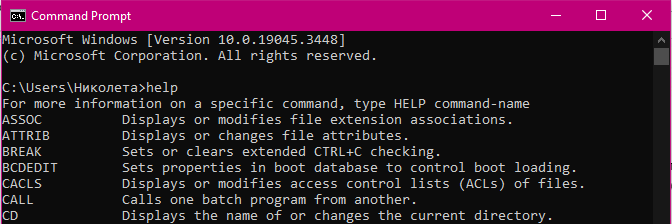 Command Prompt
Microsoft Windows [Version 10.0.19045.3448]
(c) Microsoft Corporation. All rights reserved.
C:\Users\Николета>help
For more information on a specific command, type HELP command-name
ASSOC Displays or modifies file extension associations.
ATTRIB Displays or changes file attributes.
BREAK Sets or clears extended CTRL+C checking.
BCDEDIT Sets properties in boot database to control boot loading.
CACLS Displays or modifies access control lists (ACLs) of files.
CALL Calls one batch program from another.
CD Displays the name of or changes the current directory.